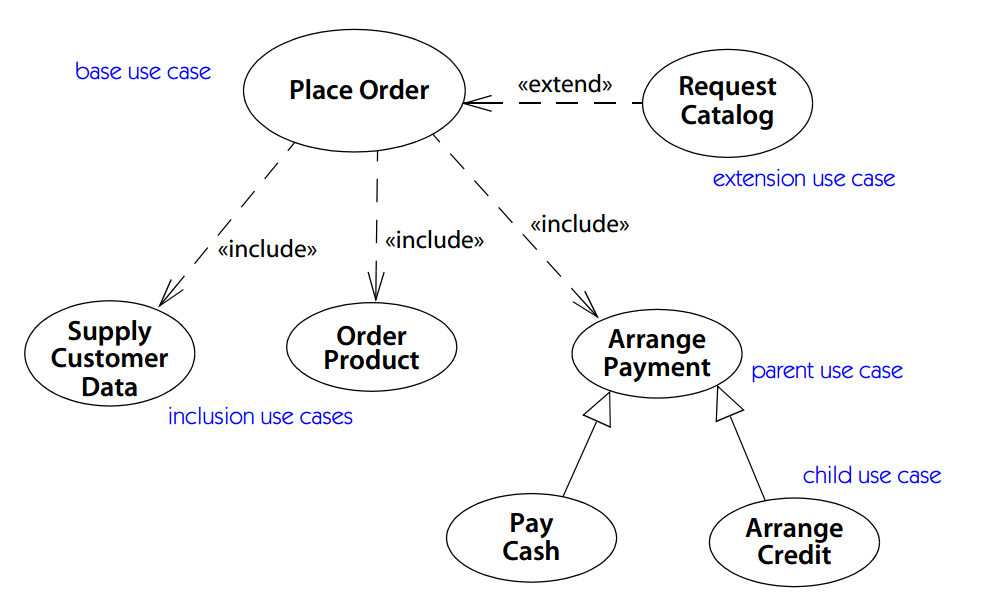 base use case
Place Order
«extend»
Request
Catalog
extension use case
«include»
«include»
«include»
Supply
Customer
Data
inclusion use cases
Order
Product
Arrange
Payment
parent use case
child use case
Pay
Cash
Arrange
Credit